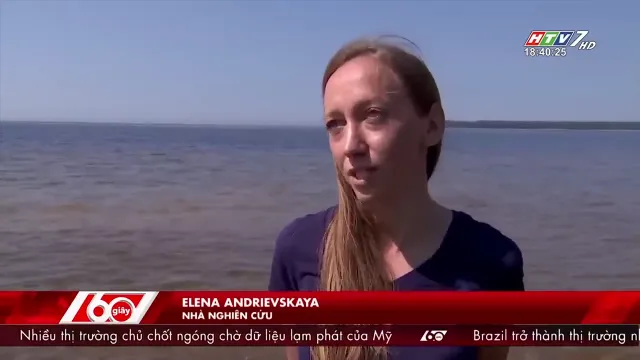 HTV7 HD
18:40:25
60 giây
ELENA ANDRIEVSKAYA
NHÀ NGHIÊN CỨU
Nhiều thị trường chủ chốt ngóng chờ dữ liệu lạm phát của Mỹ 60 Brazil trở thành thị trường